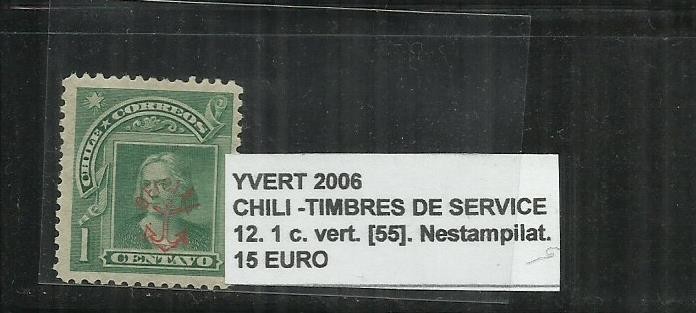 CHILE CORREOS
1 CENTAVO
YVERT 2006
CHILI -TIMBRES DE SERVICE
12. 1 c. vert. [55]. Nestampilat.
15 EURO